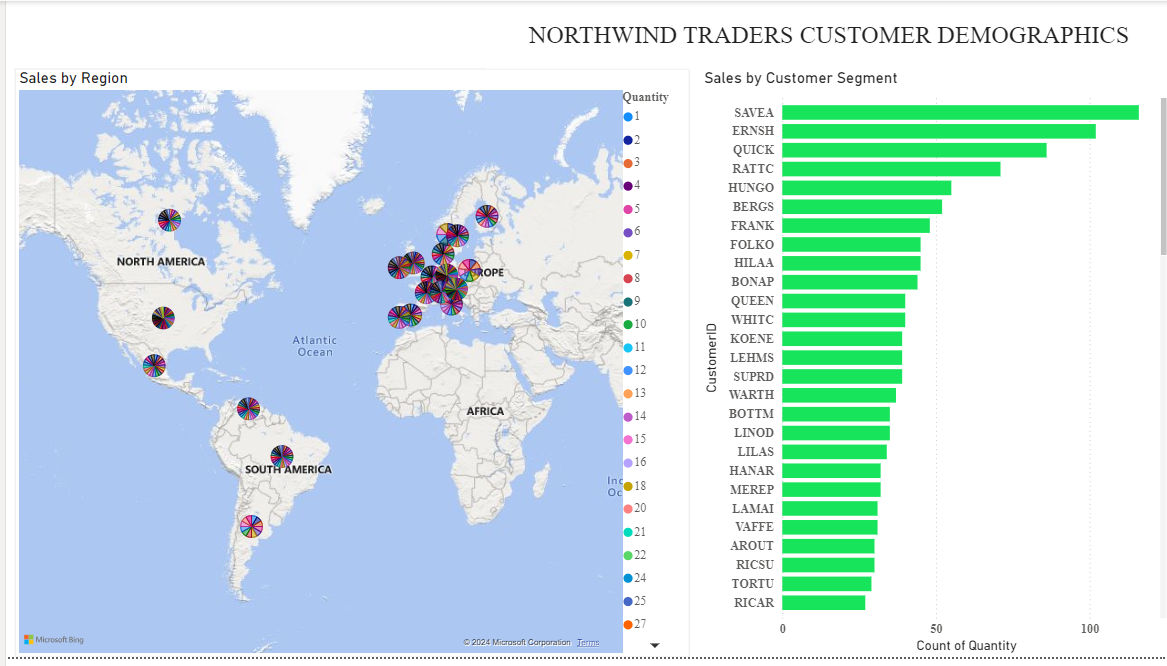 NORTHWIND TRADERS CUSTOMER DEMOGRAPHICS
Sales by Region
Quantity
1
2
3
4
5
6
7
8
9
10
11
12
13
14
15
16
18
20
21
22
24
25
27
NORTH AMERICA
ROPE
Atlantic
Ocean
AFRICA
SOUTH AMERICA
Ind
Oc
Microsoft Bing
© 2024 Microsoft Corporation Terms
Sales by Customer Segment
CustomerID
SAVEA
ERNSH
QUICK
RATTC
HUNGO
BERGS
FRANK
FOLKO
HILAA
BONAP
QUEEN
WHITC
KOENE
LEHMS
SUPRD
WARTH
BOTTM
LINOD
LILAS
HANAR
MEREP
LAMAI
VAFFE
AROUT
RICSU
TORTU
RICAR
0 50 100
Count of Quantity